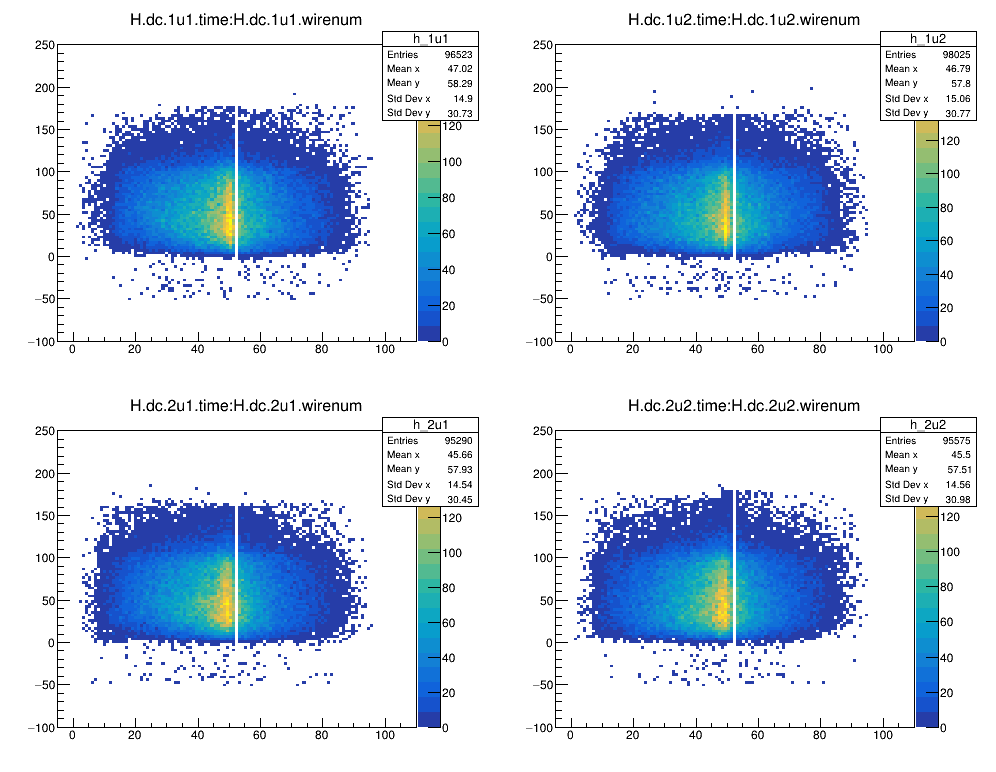 H.dc.1u1.time:H.dc.1u1.wirenum
h_1u1
Entries 96523
Mean x 47.02
Mean y 58.29
Std Dev x 14.9
Std Dev y 30.73
250
200
150
100
50
0
−50
−100
0 20 40 60 80 100
120
100
80
60
40
20
0
H.dc.1u2.time:H.dc.1u2.wirenum
h_1u2
Entries 98025
Mean x 46.79
Mean y 57.8
Std Dev x 15.06
Std Dev y 30.77
250
200
150
100
50
0
−50
−100
0 20 40 60 80 100
120
100
80
60
40
20
0
H.dc.2u1.time:H.dc.2u1.wirenum
h_2u1
Entries 95290
Mean x 45.66
Mean y 57.93
Std Dev x 14.54
Std Dev y 30.45
250
200
150
100
50
0
−50
−100
0 20 40 60 80 100
120
100
80
60
40
20
0
H.dc.2u2.time:H.dc.2u2.wirenum
h_2u2
Entries 95575
Mean x 45.5
Mean y 57.51
Std Dev x 14.56
Std Dev y 30.98
250
200
150
100
50
0
−50
−100
0 20 40 60 80 100
120
100
80
60
40
20
0